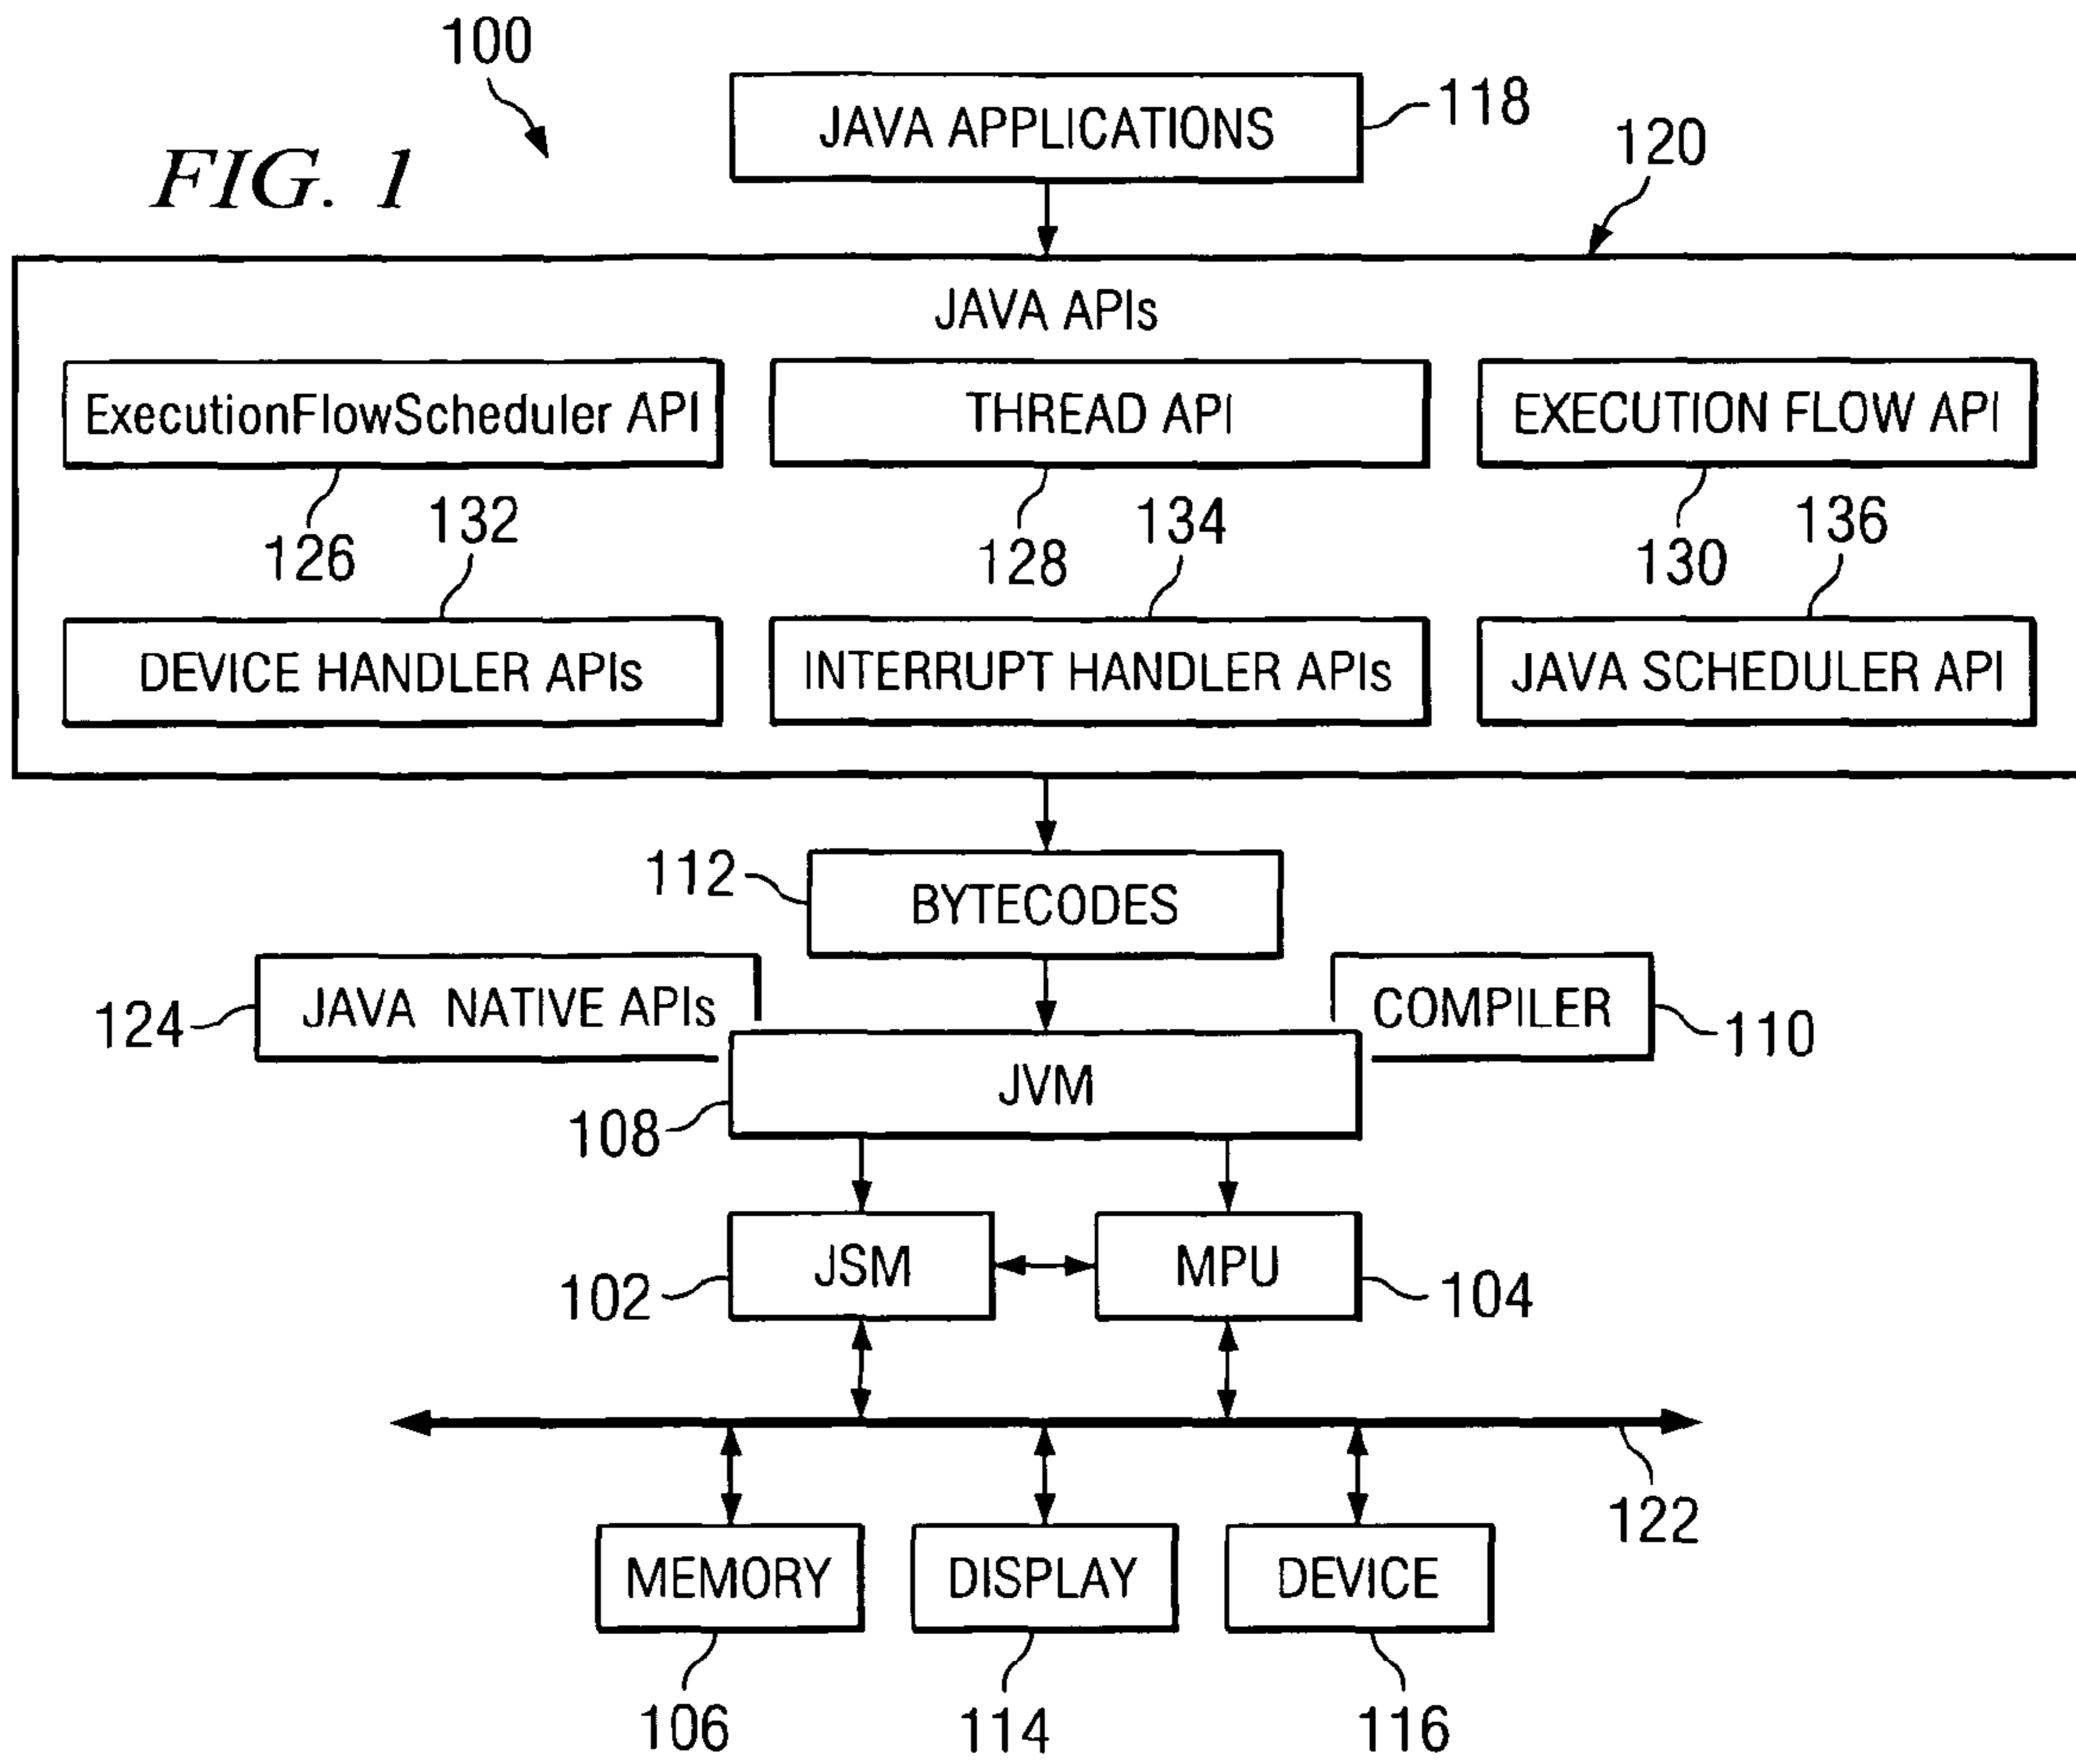 100
JAVA APPLICATIONS
118
FIG. 1
120
JAVA APIs
ExecutionFlowScheduler API
THREAD API
EXECUTION FLOW API
126
132
128
134
130
136
DEVICE HANDLER APIs
INTERRUPT HANDLER APIs
JAVA SCHEDULER API
112
BYTECODES
124
JAVA NATIVE APIs
COMPILER
110
JVM
108
JSM
MPU
102
104
122
MEMORY
DISPLAY
DEVICE
106
114
116